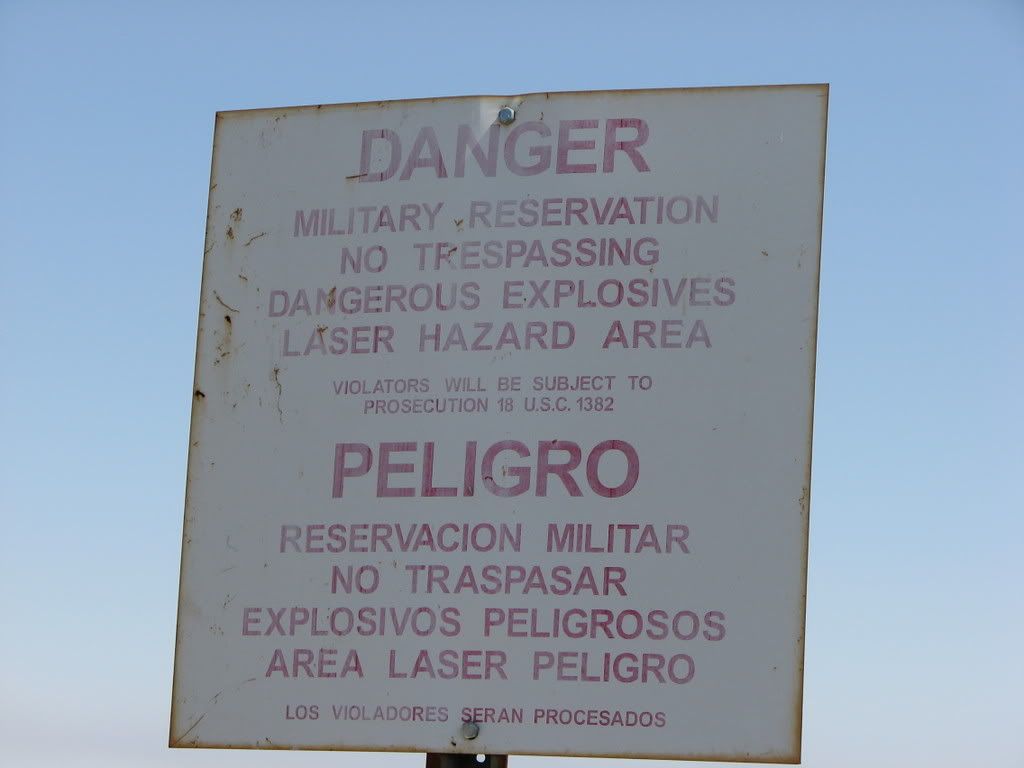 DANGER
MILITARY RESERVATION
NO TRESPASSING
DANGEROUS EXPLOSIVES
LASER HAZARD AREA
VIOLATORS WILL BE SUBJECT TO
PROSECUTION 18 U.S.C. 1382
PELIGRO
RESERVACION MILITAR
NO TRASPASAR
EXPLOSIVOS PELIGROSOS
AREA LASER PELIGRO
LOS VIOLADORES SERAN PROCESADOS